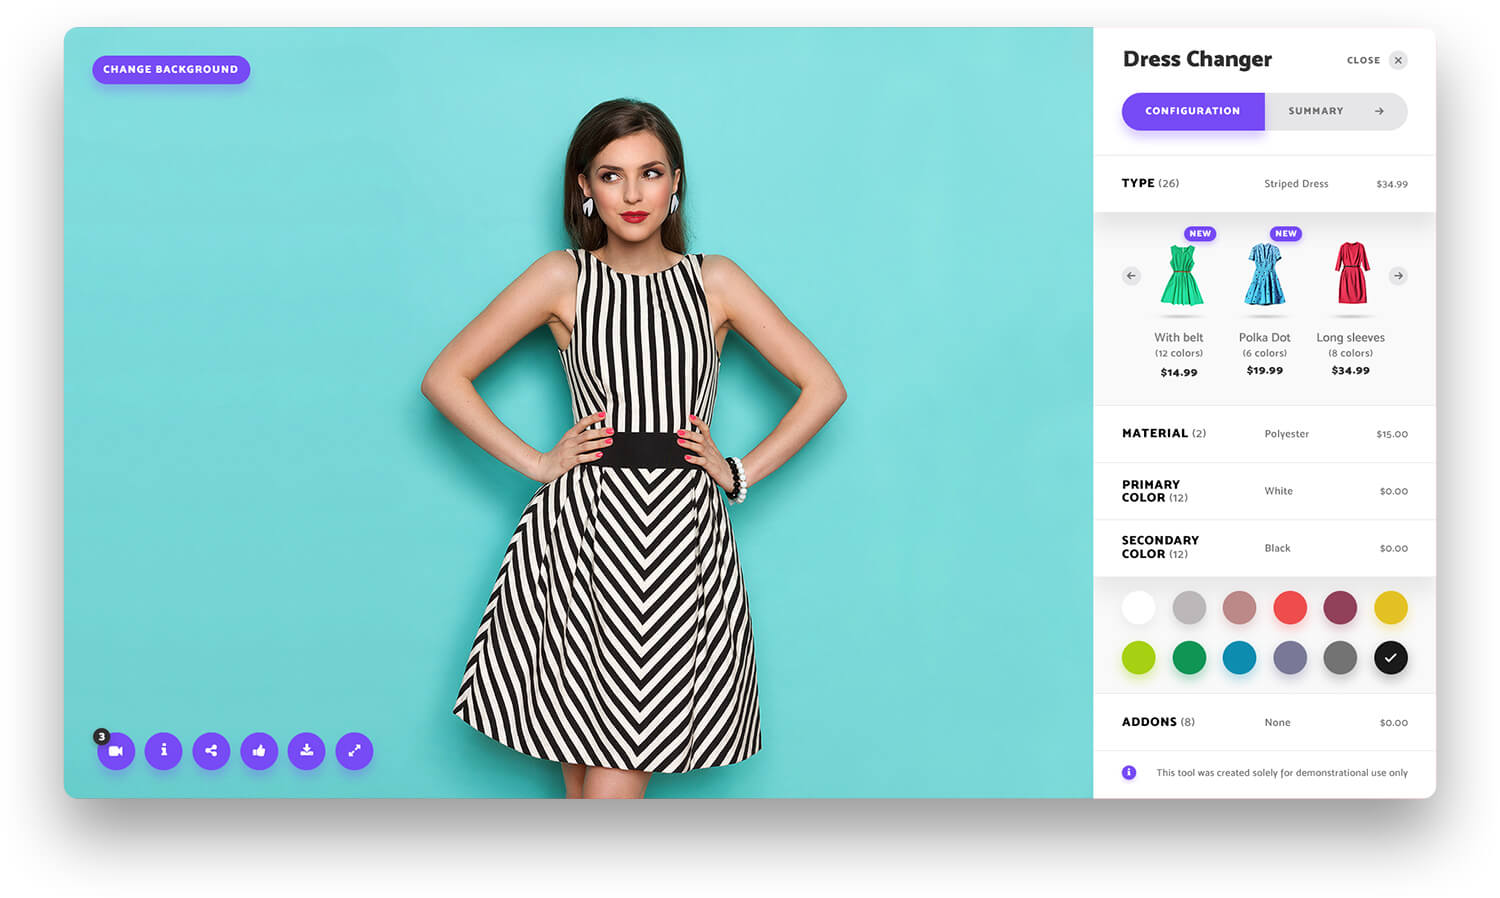 CHANGE BACKGROUND
Dress Changer
CLOSE
CONFIGURATION
SUMMARY
TYPE (26) Striped Dress $34.99
NEW NEW
With belt Polka Dot Long sleeves
(12 colors) (6 colors) (8 colors)
$14.99 $19.99 $34.99
MATERIAL (2) Polyester $15.00
PRIMARY
COLOR (12) White $0.00
SECONDARY
COLOR (12) Black $0.00
ADDONS (8) None $0.00
This tool was created solely for demonstrational use only
3